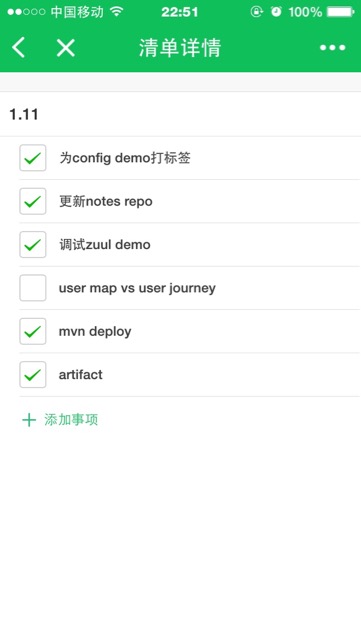 中国移动 22:51 100%
清单详情
1.11
为config demo打标签
更新notes repo
调试zuul demo
user map vs user journey
mvn deploy
artifact
添加事项